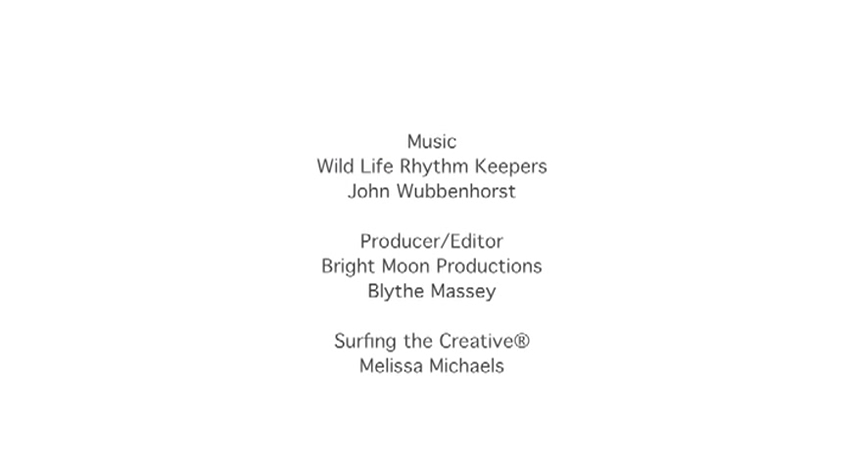 Music
Wild Life Rhythm Keepers
John Wubbenhorst
Producer/Editor
Bright Moon Productions
Blythe Massey
Surfing the Creative®
Melissa Michaels